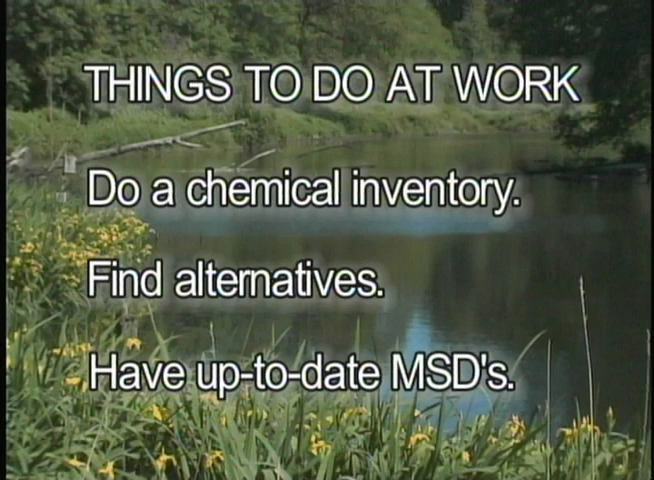 THINGS TO DO AT WORK
Do a chemical inventory.
Find alternatives.
Have up-to-date MSD's.